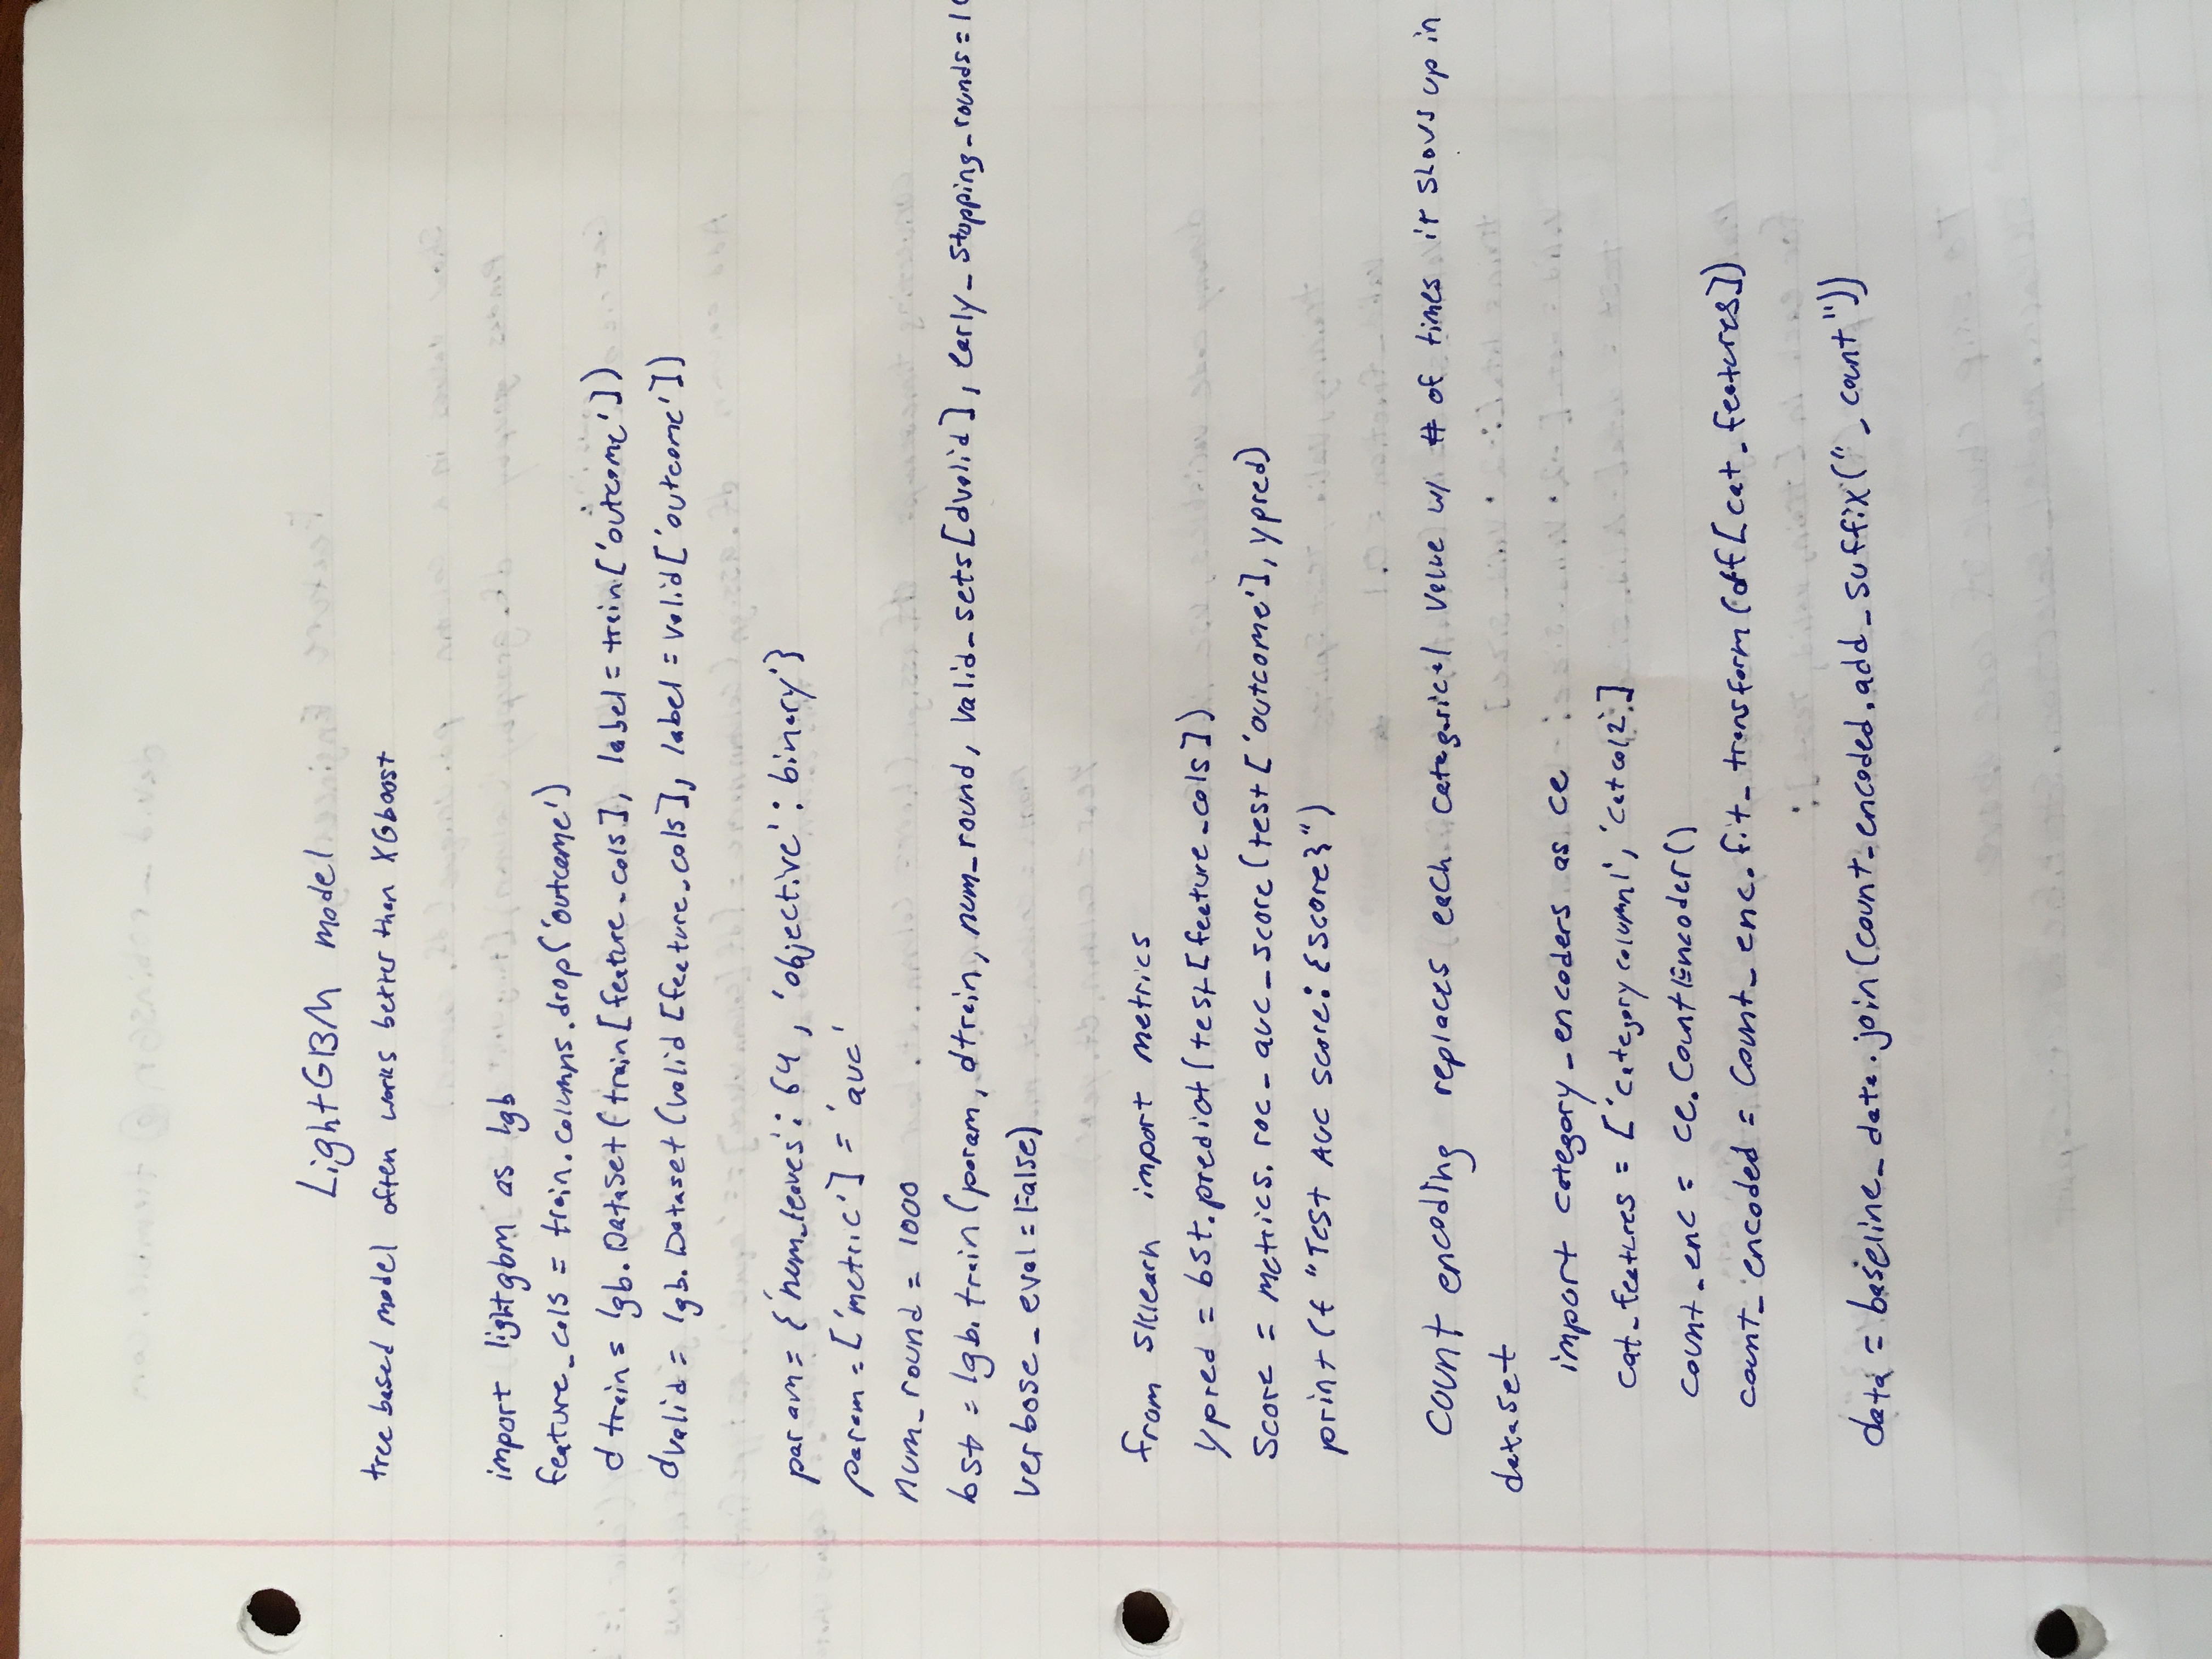 LightGBM model
tree based model often works better than XGboost
import lightgbm as lgb
feature_cols = train.columns.drop('outcome')
dtrain = lgb.DataSet(train[feature_cols], label=train['outcome'])
dvalid = lgb.Dataset(valid[feature_cols], label=valid['outcome'])
param = {'num_leaves': 64, 'objective': binary'}
param=['metric'] = 'auc'
num_round = 1000
bst = lgb.train(param, dtrain, num_round, valid_sets[dvalid], early_stopping_rounds=10
verbose_eval=False)
from sklearn import metrics
ypred = bst.predict(test[feature_cols])
Score = metrics.roc_auc_score(test['outcome'], ypred)
print(f "Test AUC score: {score}")
Count encoding replaces each categorical value w/ # of times it shows up in
dataset
import category_encoders as ce
cat_features = ['category column1', 'catcol2']
count_enc = ce.CountEncoder()
count_encoded = count_enc.fit_transform(df[cat_features])
data = baseline_data.join(count_encoded.add_suffix("_count"))